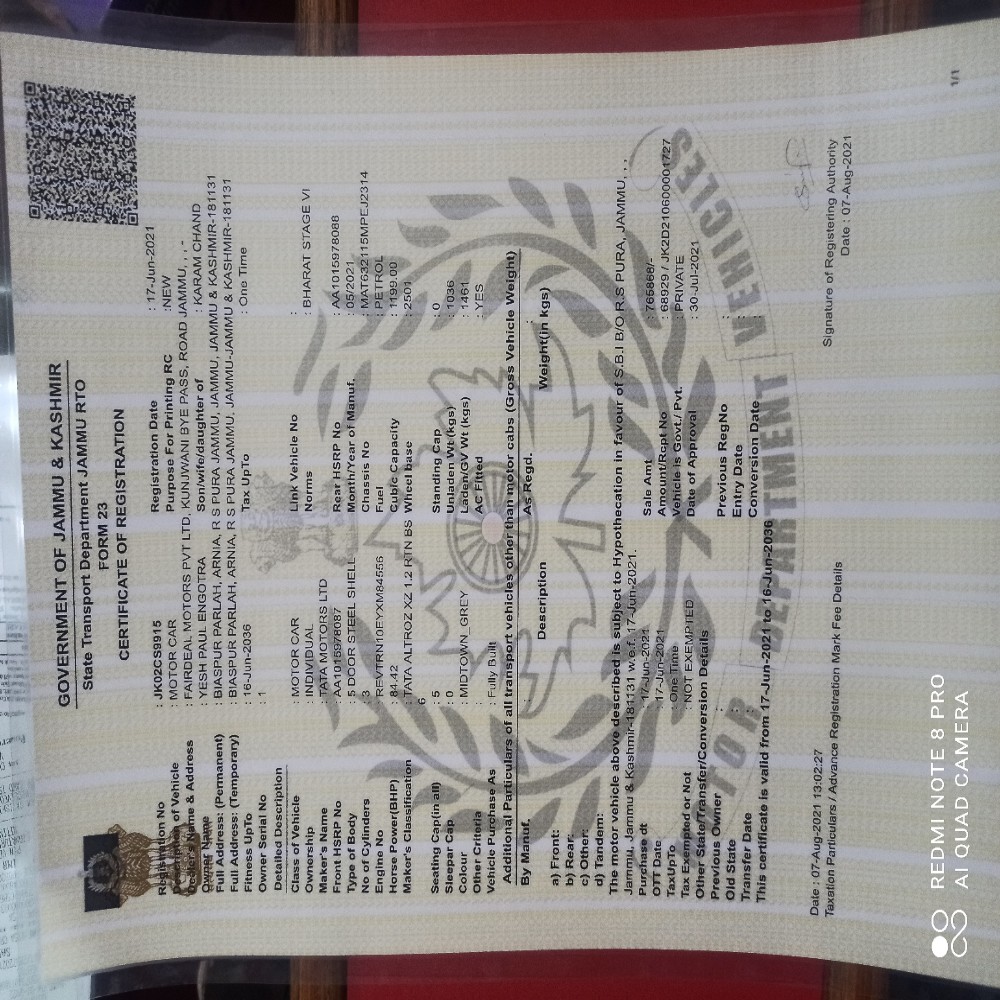 GOVERNMENT OF JAMMU & KASHMIR
State Transport Department JAMMU RTO
FORM 23
CERTIFICATE OF REGISTRATION
Registration No : JK02CS9915 Registration Date : 17-Jun-2021
Description of Vehicle : MOTOR CAR Purpose For Printing RC :NEW
Dealer's Name & Address : FAIRDEAL MOTORS PVT LTD, KUNJWANI BYE PASS, ROAD JAMMU, , , -
Owner Name : YESH PAUL ENGOTRA Son/wife/daughter of : KARAM CHAND
Full Address: (Permanent) : BIASPUR PARLAH, ARNIA, R S PURA JAMMU, JAMMU, JAMMU & KASHMIR-181131
Full Address: (Temporary) : BIASPUR PARLAH, ARNIA, R S PURA JAMMU, JAMMU-JAMMU & KASHMIR-181131
Fitness UpTo : 16-Jun-2036 Tax UpTo : One Time
Owner Serial No : 1
Detailed Description
Class of Vehicle : MOTOR CAR Link Vehicle No :
Ownership : INDIVIDUAL Norms : BHARAT STAGE VI
Maker's Name : TATA MOTORS LTD
Front HSRP No : AA1015978087 Rear HSRP No : AA1015978088
Type of Body : 5 DOOR STEEL SHELL Month/Year of Manuf, : 05/2021
No of Cylinders : 3 Chassis No : MAT632115MPEJ2314
Engine No : REVTRN10EYXM84556 Fuel : PETROL
Horse Power(BHP) : 84.42 Cubic Capacity : 1199.00
Maker's Classification : TATA ALTROZ XZ 1.2 RTN BS 6 Wheel base : 2501
Seating Cap(in all) : 5 Standing Cap : 0
Sleepar Cap : 0 Unladen Wt (kgs) : 1036
Colour : MIDTOWN_GREY Laden/GV Wt (kgs) : 1461
Other Criteria : AC Fitted : YES
Vehicle Purchase As : Fully Built
Additional Particulars of all transport vehicles other than motor cabs (Gross Vehicle Weight)
By Manuf, : As Regd. :
Description Weight(in kgs)
a) Front:
b) Rear:
c) Other:
d) Tandem:
The motor vehicle above described is subject to Hypothecation in favour of S.B.I B/O R.S PURA, JAMMU, , ,
Jammu, Jammu & Kashmir-181131 w.e.f. 17-Jun-2021.
Purchase dt : 17-Jun-2021 Sale Amt : 765868/-
OTT Date : 17-Jun-2021 Amount/Rcpt No : 68929 / JK2D2106000001727
TaxUpTo : One Time Vehicle is Govt./ Pvt. : PRIVATE
Tax Exempted or Not : NOT EXEMPTED Date of Approval : 30-Jul-2021
Other State/Transfer/Conversion Details
Previous Owner : Previous RegNo :
Old State : Entry Date :
Transfer Date : Conversion Date :
This certificate is valid from 17-Jun-2021 to 16-Jun-2036
Date : 07-Aug-2021 13:02:27
Taxation Particulars / Advance Registration Mark Fee Details
Signature of Registering Authority
Date : 07-Aug-2021
1/1
DEPARTMENT VEHICLES
REDMI NOTE 8 PRO
AI QUAD CAMERA